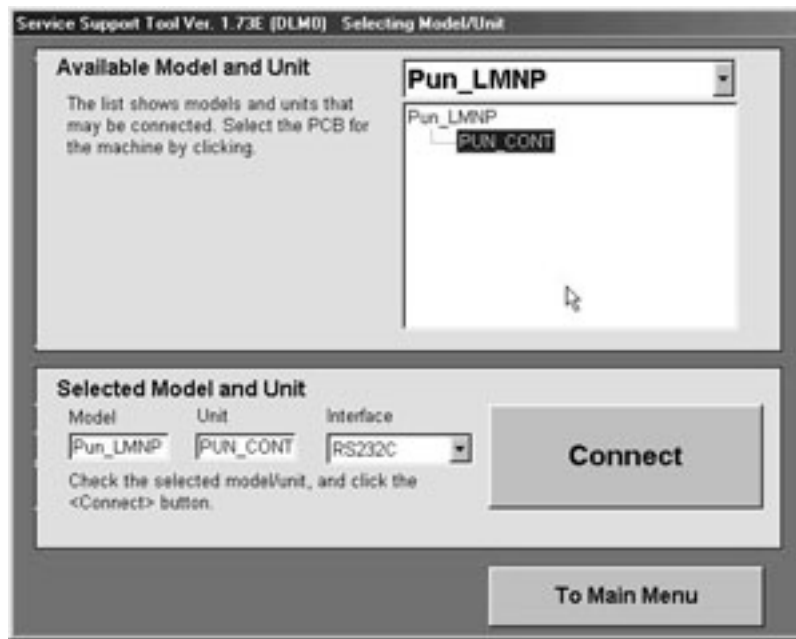 Service Support Tool Ver. 1.73E (DLM0) Selecting Model/Unit
Available Model and Unit
The list shows models and units that
may be connected. Select the PCB for
the machine by clicking.
Pun_LMNP
Pun_LMNP
PUN_CONT
Selected Model and Unit
Model Unit Interface
Pun_LMNP PUN_CONT RS232C
Check the selected model/unit, and click the
<Connect> button.
Connect
To Main Menu